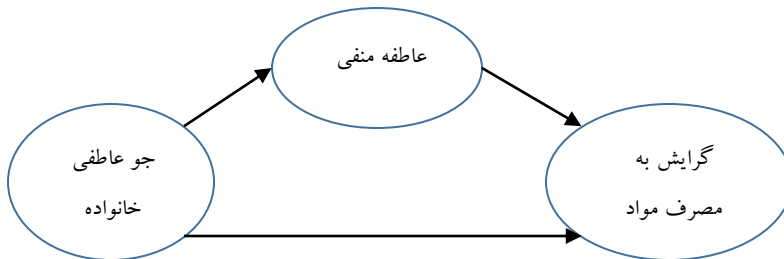 عاطفه منفی
جو عاطفی
خانواده
گرایش به
مصرف مواد